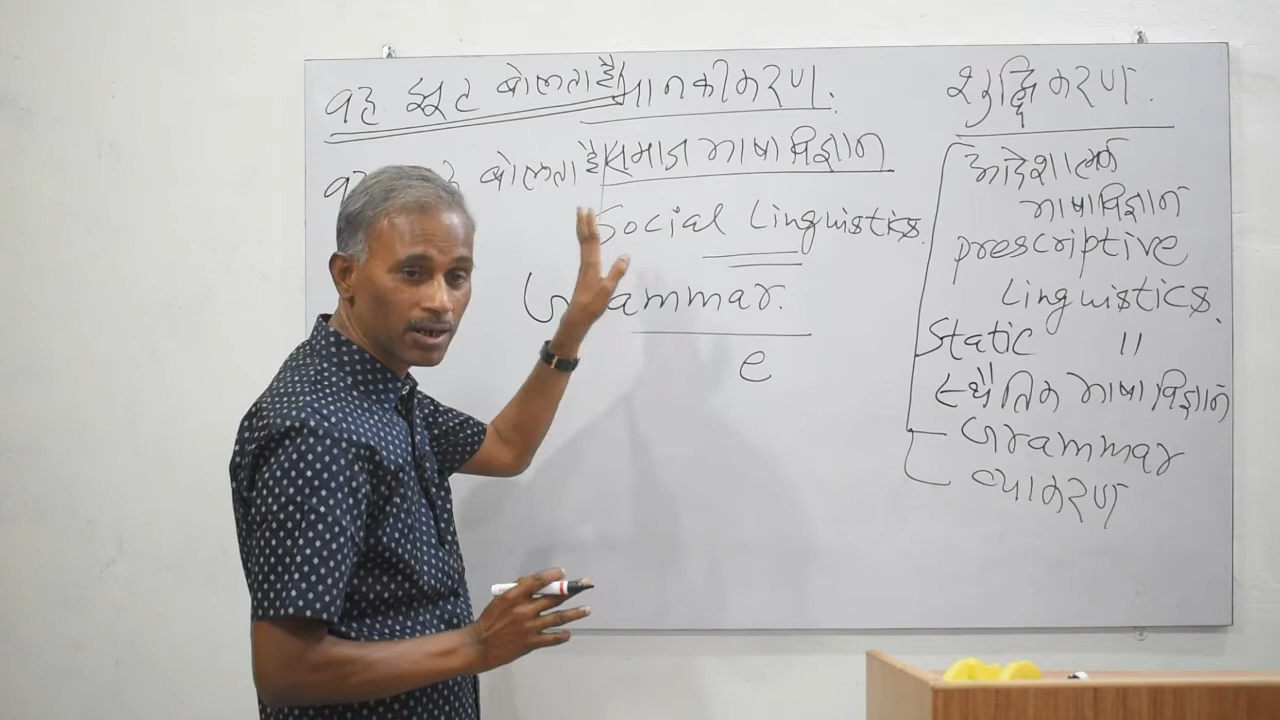 वह झूठ बोलता है।
बोलता है
मानकीकरण.
समाज भाषाविज्ञान
Social Linguistics.
Grammar.
e
शुद्धिकरण.
आदेशात्मक
भाषाविज्ञान
prescriptive
Linguistics.
Static "
स्थैतिक भाषाविज्ञान
Grammar
व्याकरण